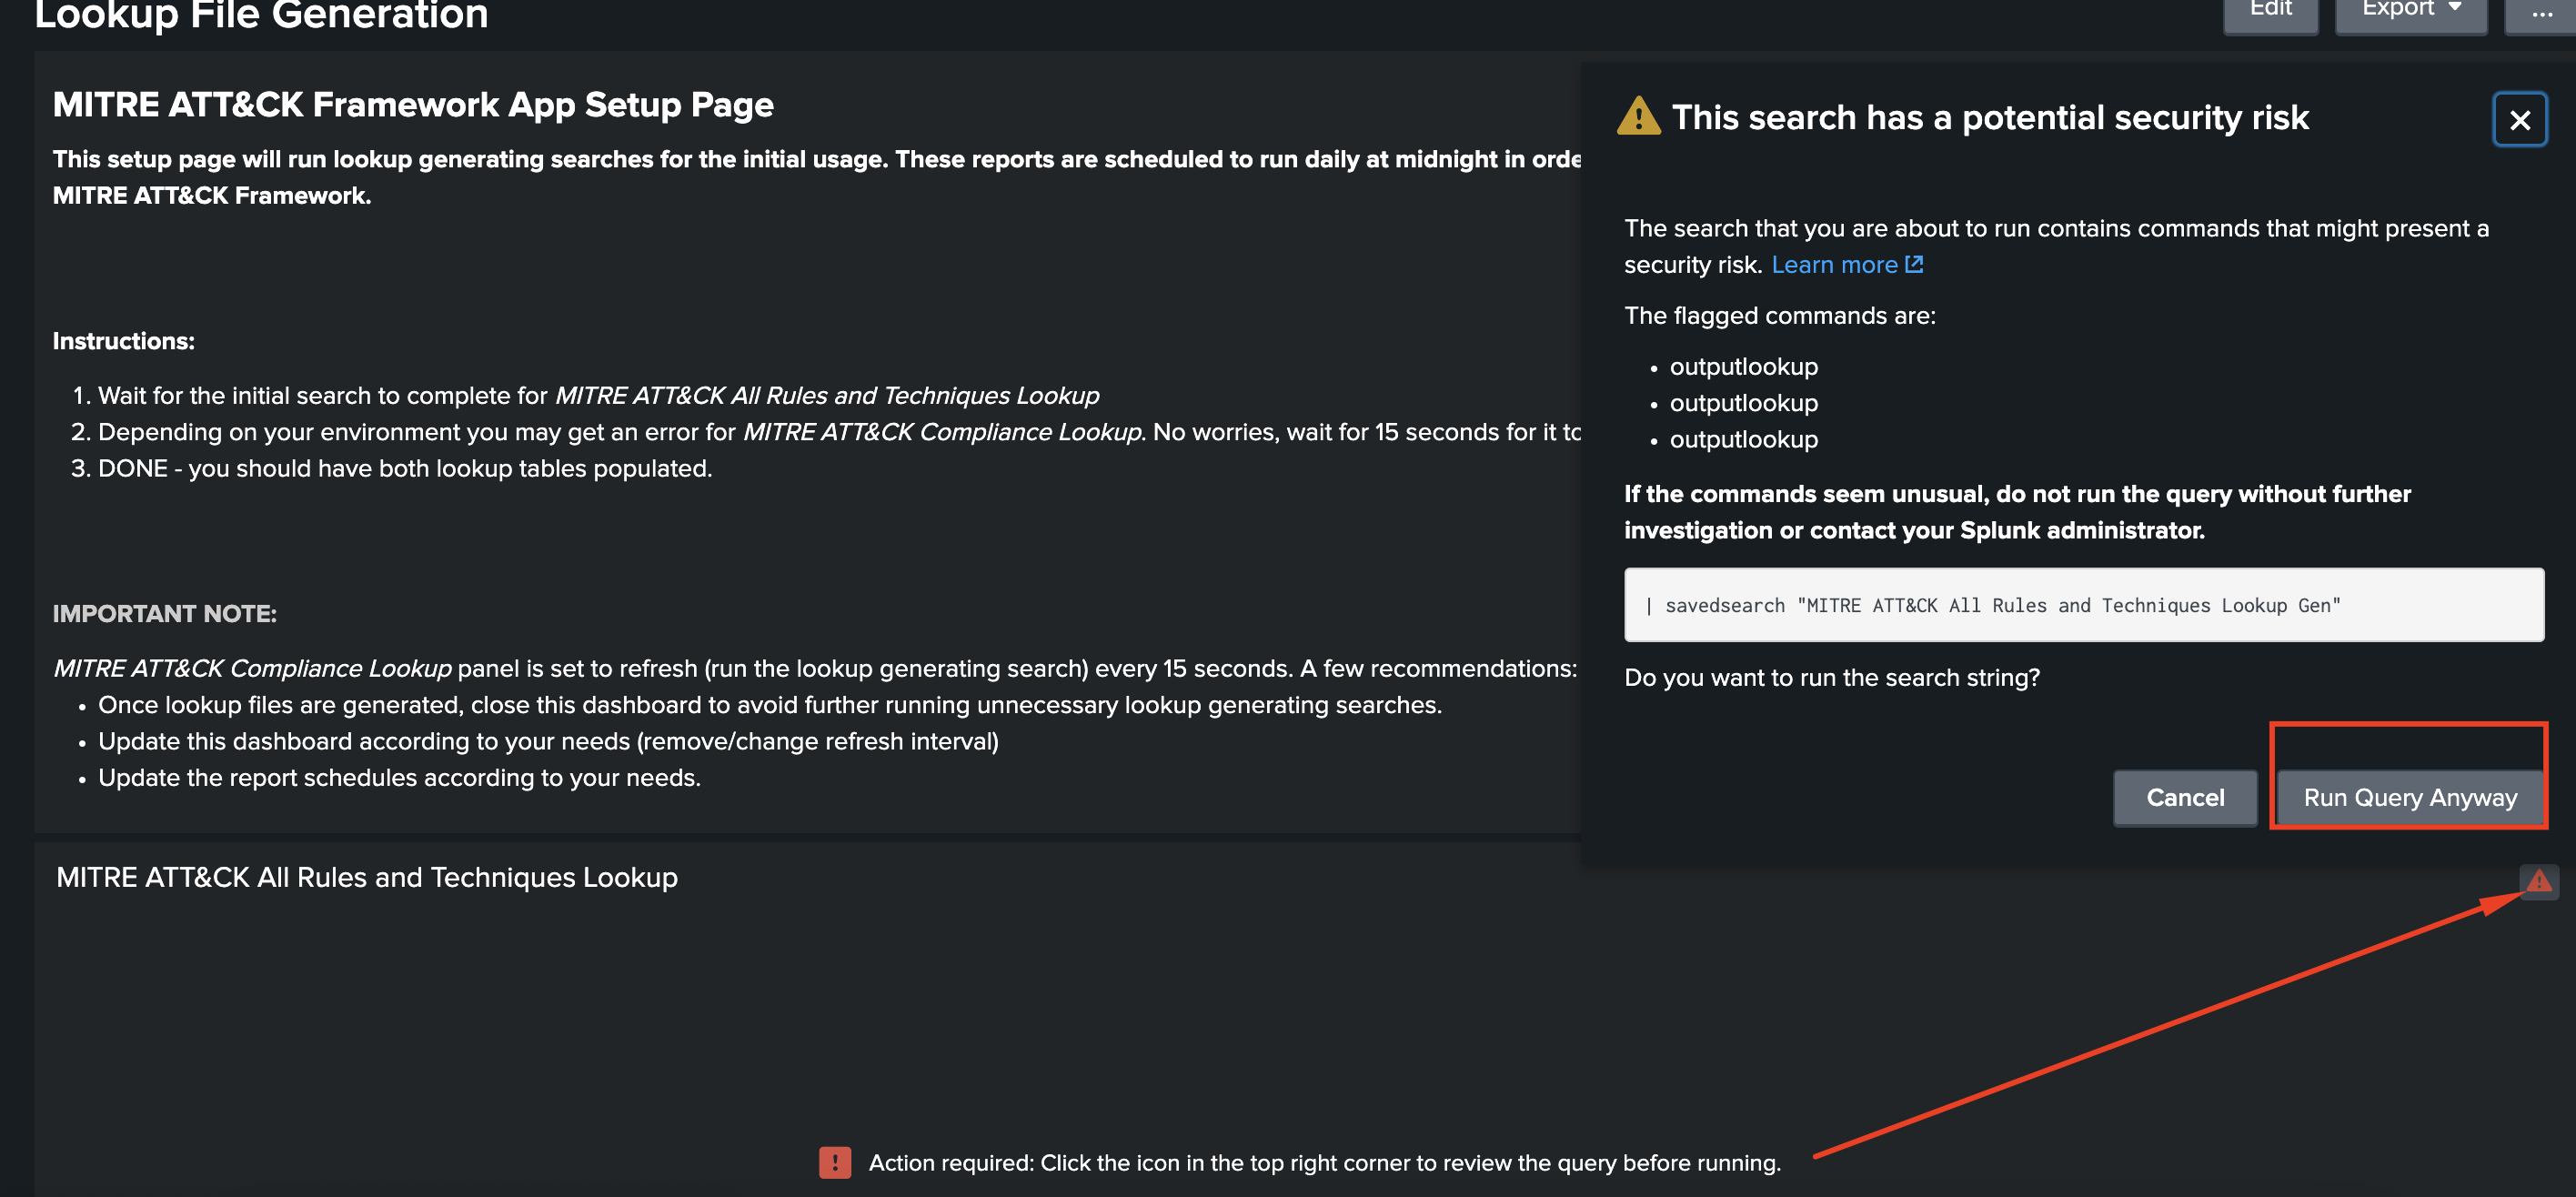 Lookup File Generation
Edit
Export
...
MITRE ATT&CK Framework App Setup Page
This setup page will run lookup generating searches for the initial usage. These reports are scheduled to run daily at midnight in orde
MITRE ATT&CK Framework.
Instructions:
1. Wait for the initial search to complete for MITRE ATT&CK All Rules and Techniques Lookup
2. Depending on your environment you may get an error for MITRE ATT&CK Compliance Lookup. No worries, wait for 15 seconds for it to
3. DONE - you should have both lookup tables populated.
IMPORTANT NOTE:
MITRE ATT&CK Compliance Lookup panel is set to refresh (run the lookup generating search) every 15 seconds. A few recommendations:
• Once lookup files are generated, close this dashboard to avoid further running unnecessary lookup generating searches.
• Update this dashboard according to your needs (remove/change refresh interval)
• Update the report schedules according to your needs.
This search has a potential security risk
The search that you are about to run contains commands that might present a
security risk. Learn more
The flagged commands are:
• outputlookup
• outputlookup
• outputlookup
If the commands seem unusual, do not run the query without further
investigation or contact your Splunk administrator.
| savedsearch "MITRE ATT&CK All Rules and Techniques Lookup Gen"
Do you want to run the search string?
Cancel
Run Query Anyway
MITRE ATT&CK All Rules and Techniques Lookup
Action required: Click the icon in the top right corner to review the query before running.